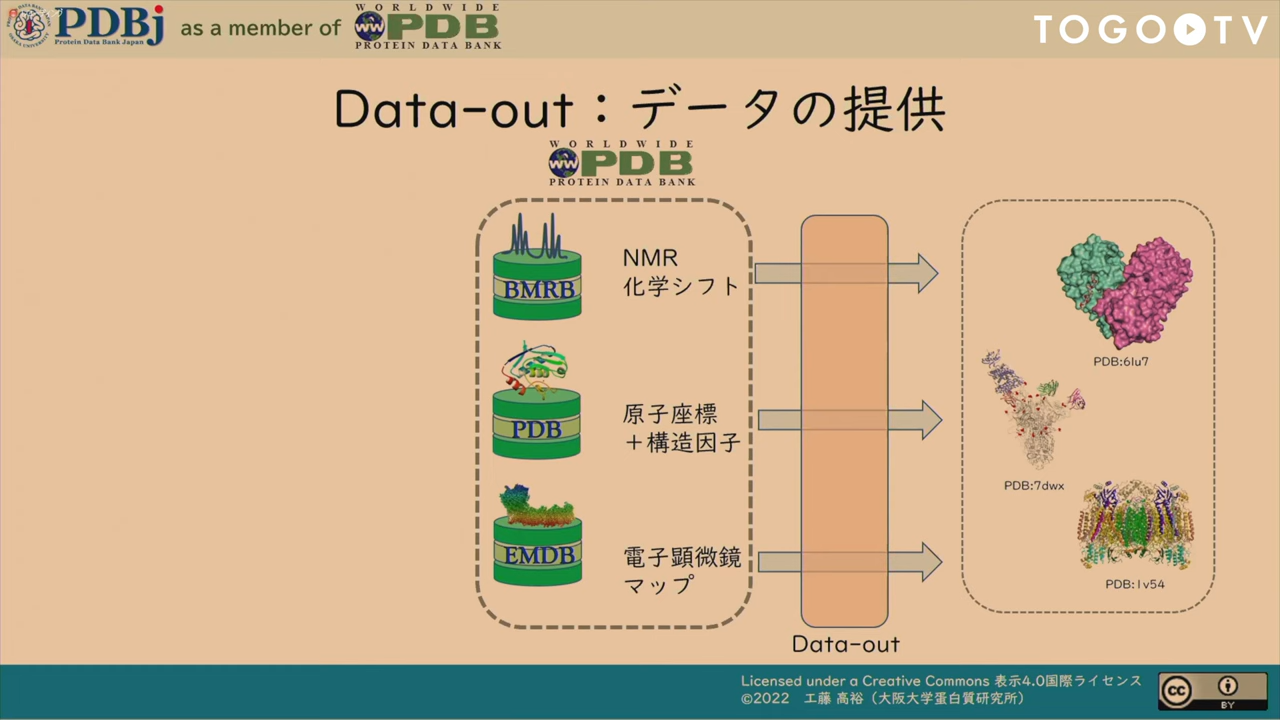 PDBj
Protein Data Bank Japan
as a member of
WORLDWIDE
PDB
PROTEIN DATA BANK
TOGO TV
Data-out：データの提供
WORLDWIDE
PDB
PROTEIN DATA BANK
BMRB
NMR
化学シフト
PDB
原子座標
＋構造因子
EMDB
電子顕微鏡
マップ
Data-out
PDB:6lu7
PDB:7dwx
PDB:1v54
Licensed under a Creative Commons 表示4.0国際ライセンス
©2022 工藤 高裕（大阪大学蛋白質研究所）
cc
BY